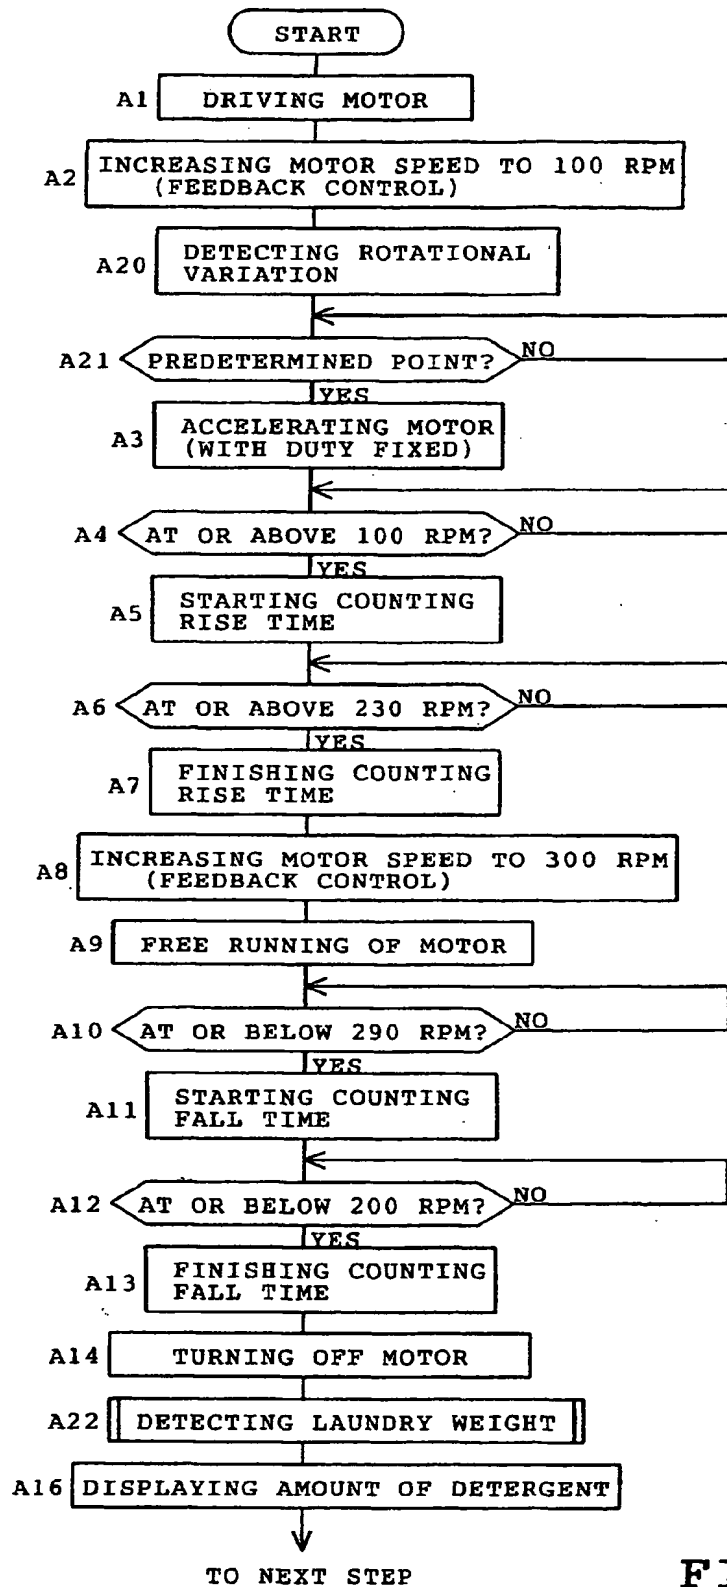 START
A1 DRIVING MOTOR
A2 INCREASING MOTOR SPEED TO 100 RPM
(FEEDBACK CONTROL)
A20 DETECTING ROTATIONAL
VARIATION
A21 PREDETERMINED POINT? NO
YES
A3 ACCELERATING MOTOR
(WITH DUTY FIXED)
A4 AT OR ABOVE 100 RPM? NO
YES
A5 STARTING COUNTING
RISE TIME
A6 AT OR ABOVE 230 RPM? NO
YES
A7 FINISHING COUNTING
RISE TIME
A8 INCREASING MOTOR SPEED TO 300 RPM
(FEEDBACK CONTROL)
A9 FREE RUNNING OF MOTOR
A10 AT OR BELOW 290 RPM? NO
YES
A11 STARTING COUNTING
FALL TIME
A12 AT OR BELOW 200 RPM? NO
YES
A13 FINISHING COUNTING
FALL TIME
A14 TURNING OFF MOTOR
A22 DETECTING LAUNDRY WEIGHT
A16 DISPLAYING AMOUNT OF DETERGENT
TO NEXT STEP